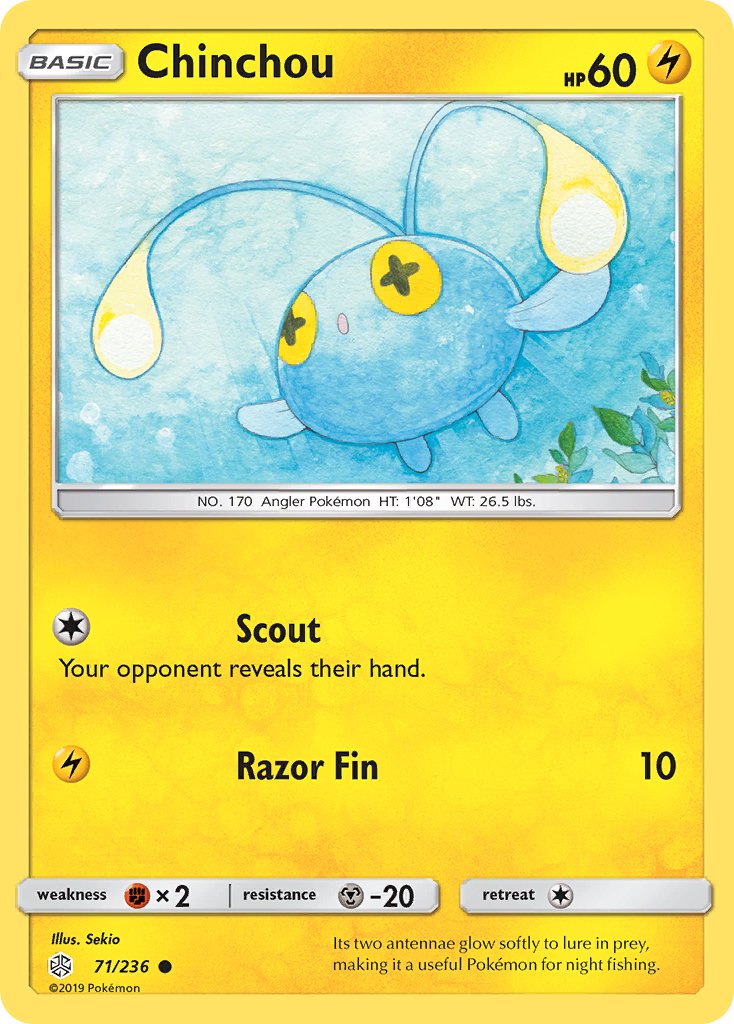 BASIC Chinchou HP60
NO. 170 Angler Pokémon HT: 1'08" WT: 26.5 lbs.
Scout
Your opponent reveals their hand.
Razor Fin 10
weakness ×2 resistance -20 retreat
Illus. Sekio
71/236
©2019 Pokémon
Its two antennae glow softly to lure in prey,
making it a useful Pokémon for night fishing.